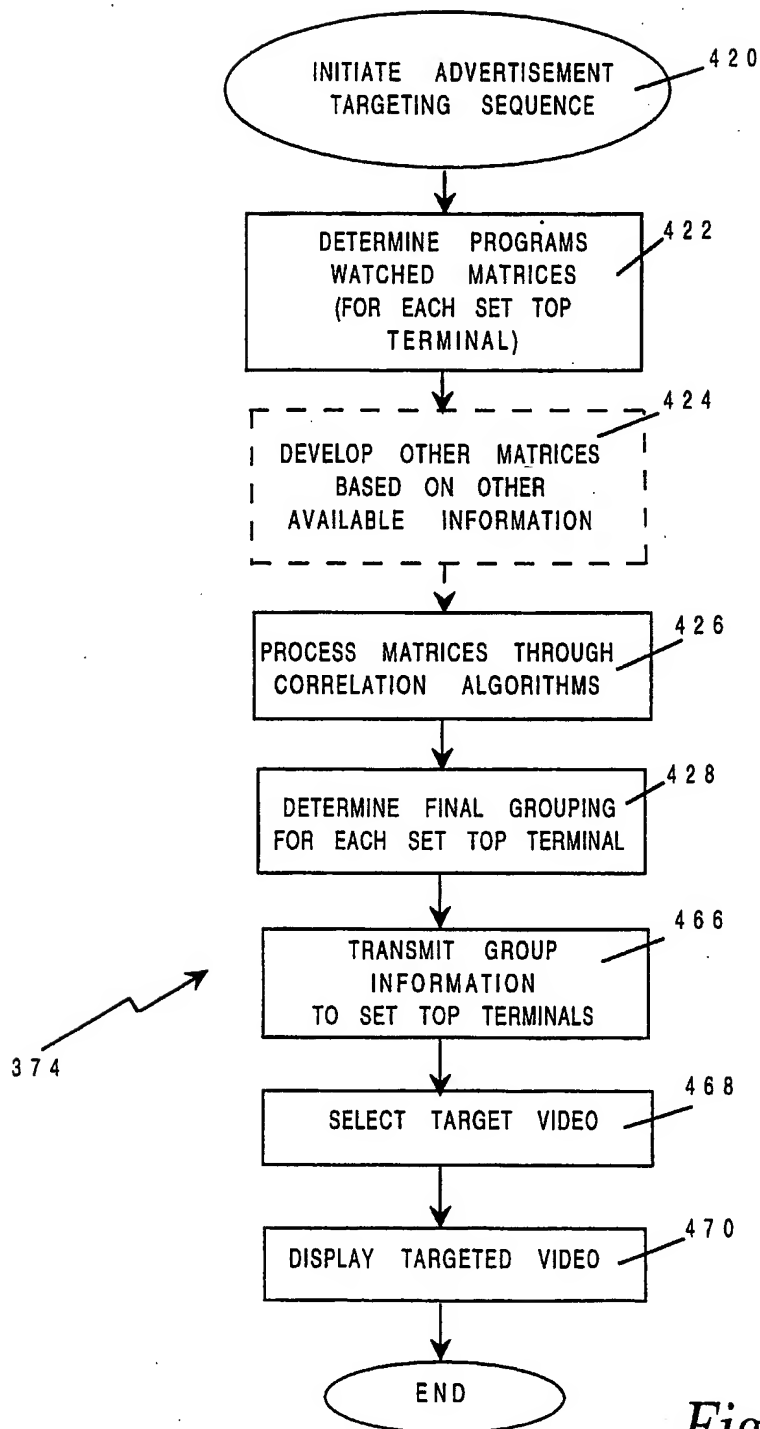 INITIATE ADVERTISEMENT
TARGETING SEQUENCE
420
DETERMINE PROGRAMS
WATCHED MATRICES
(FOR EACH SET TOP
TERMINAL)
422
424
DEVELOP OTHER MATRICES
BASED ON OTHER
AVAILABLE INFORMATION
426
PROCESS MATRICES THROUGH
CORRELATION ALGORITHMS
428
DETERMINE FINAL GROUPING
FOR EACH SET TOP TERMINAL
466
TRANSMIT GROUP
INFORMATION
TO SET TOP TERMINALS
374
468
SELECT TARGET VIDEO
470
DISPLAY TARGETED VIDEO
END
Fig